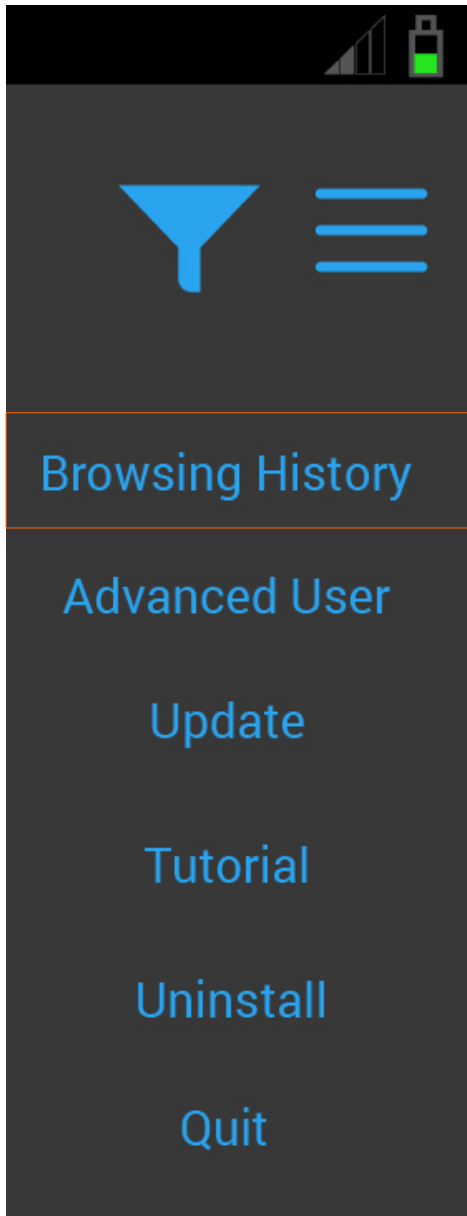 Browsing History
Advanced User
Update
Tutorial
Uninstall
Quit